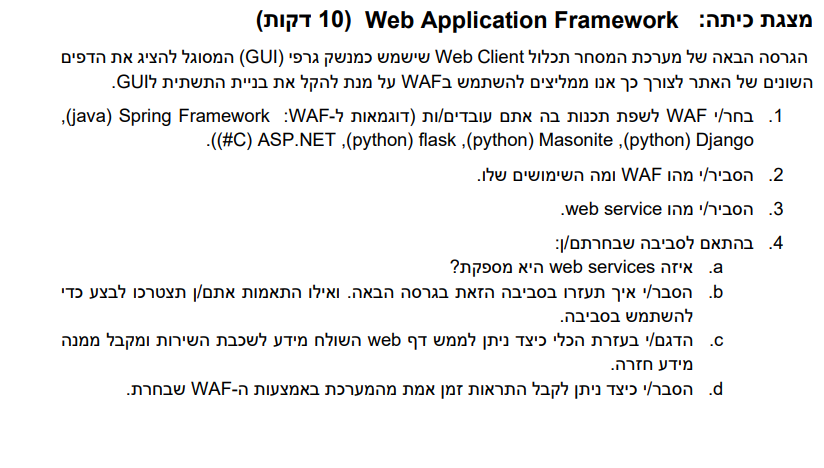 מצגת כיתה: Web Application Framework (10 דקות)
הגרסה הבאה של מערכת המסחר תכלול Web Client שישמש כמנשק גרפי (GUI) המסוגל להציג את הדפים
השונים של האתר לצורך כך אנו ממליצים להשתמש בWAF על מנת להקל את בניית התשתית לGUI.
1. בחר/י WAF לשפת תכנות בה אתם עובדים/ות (דוגמאות ל-WAF: Spring Framework (java),
Django (python), Masonite (python), flask (python), ASP.NET (C#)).
2. הסביר/י מהו WAF ומה השימושים שלו.
3. הסביר/י מהו web service.
4. בהתאם לסביבה שבחרתם/ן:
a. איזה web services היא מספקת?
b. הסבר/י איך תעזרו בסביבה הזאת בגרסה הבאה. ואילו התאמות אתם/ן תצטרכו לבצע כדי
להשתמש בסביבה.
c. הדגם/י בעזרת הכלי כיצד ניתן לממש דף web השולח מידע לשכבת השירות ומקבל ממנה
מידע חזרה.
d. הסבר/י כיצד ניתן לקבל התראות זמן אמת מהמערכת באמצעות ה-WAF שבחרת.